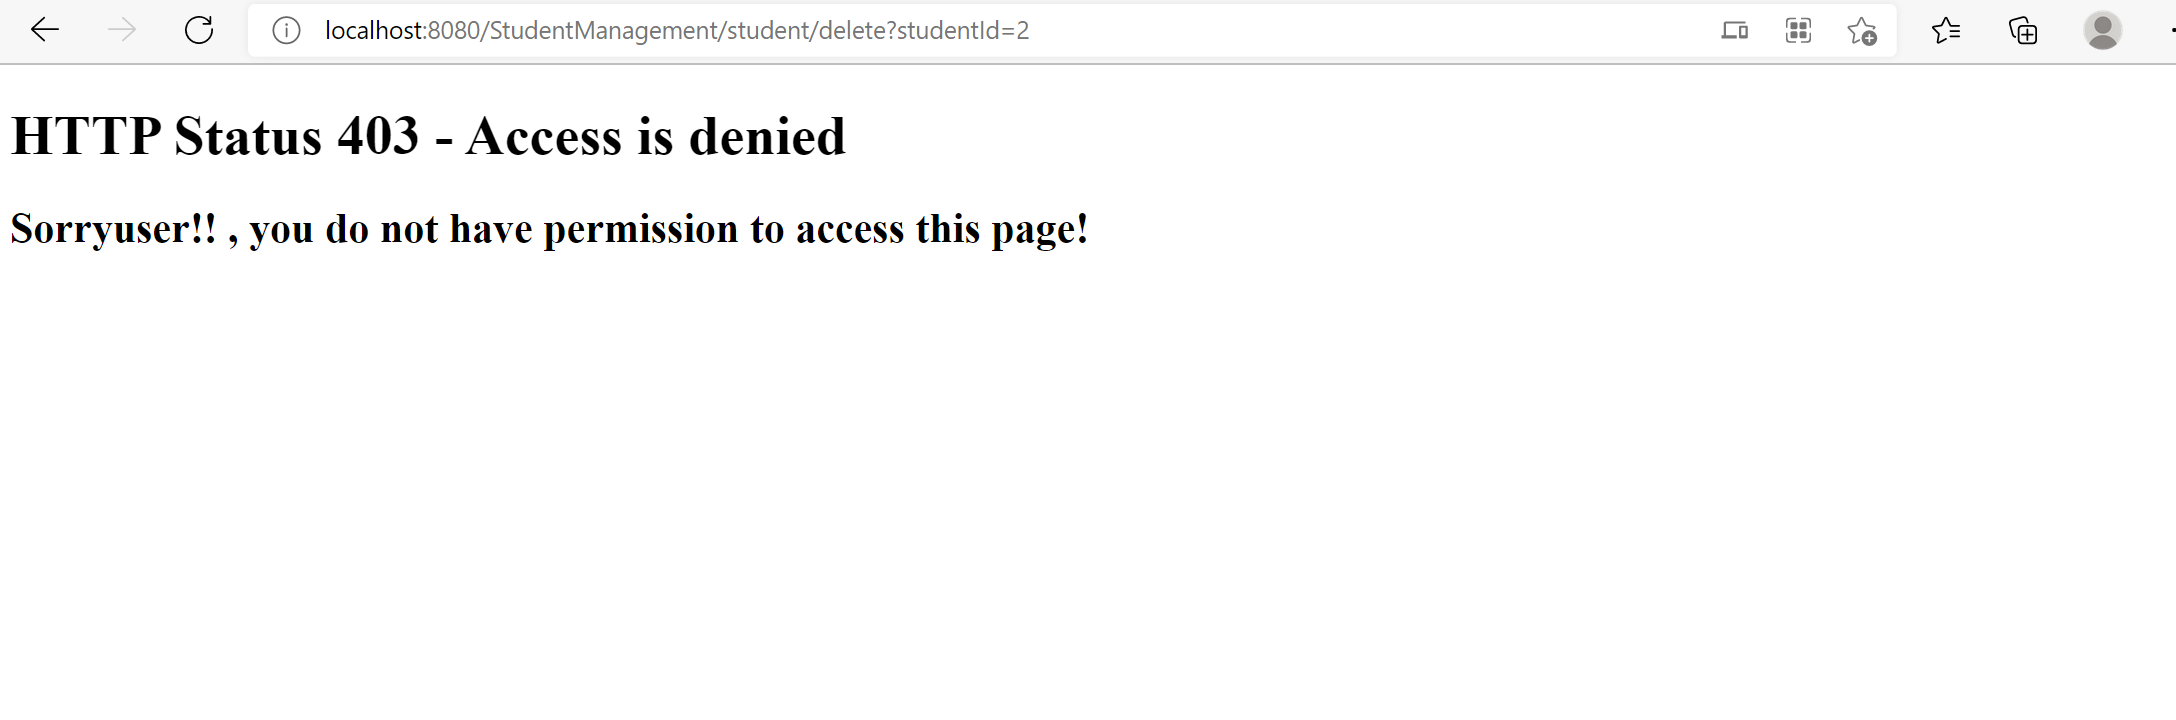 localhost:8080/StudentManagement/student/delete?studentId=2
HTTP Status 403 - Access is denied
Sorryuser!! , you do not have permission to access this page!